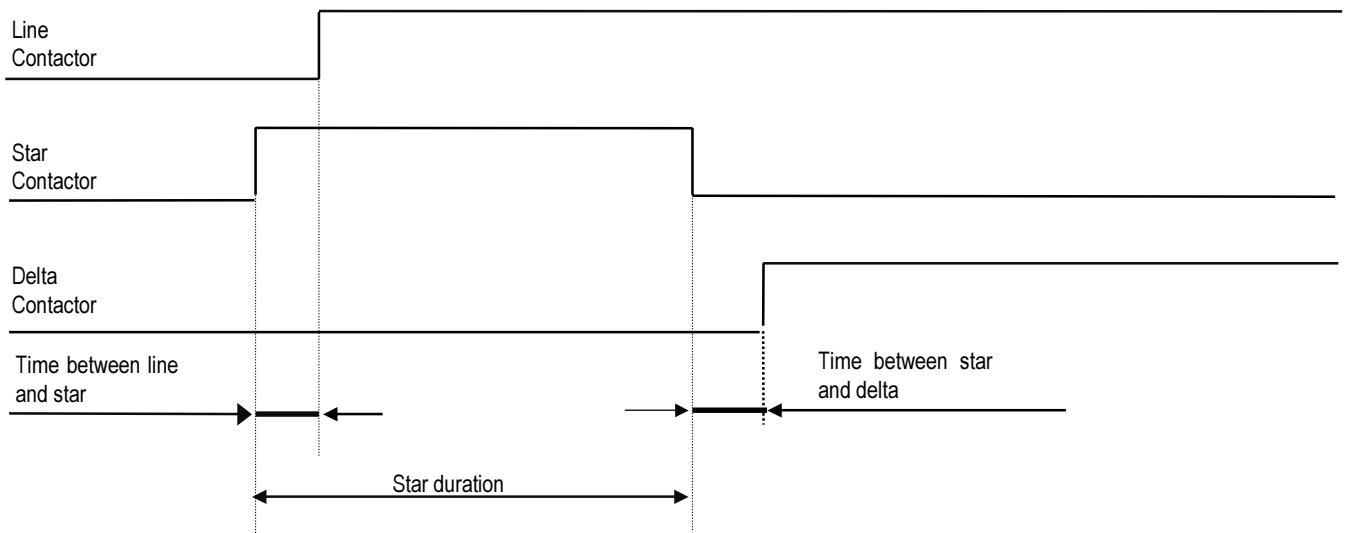 Line
Contactor
Star
Contactor
Delta
Contactor
Time between line
and star
Time between star
and delta
Star duration